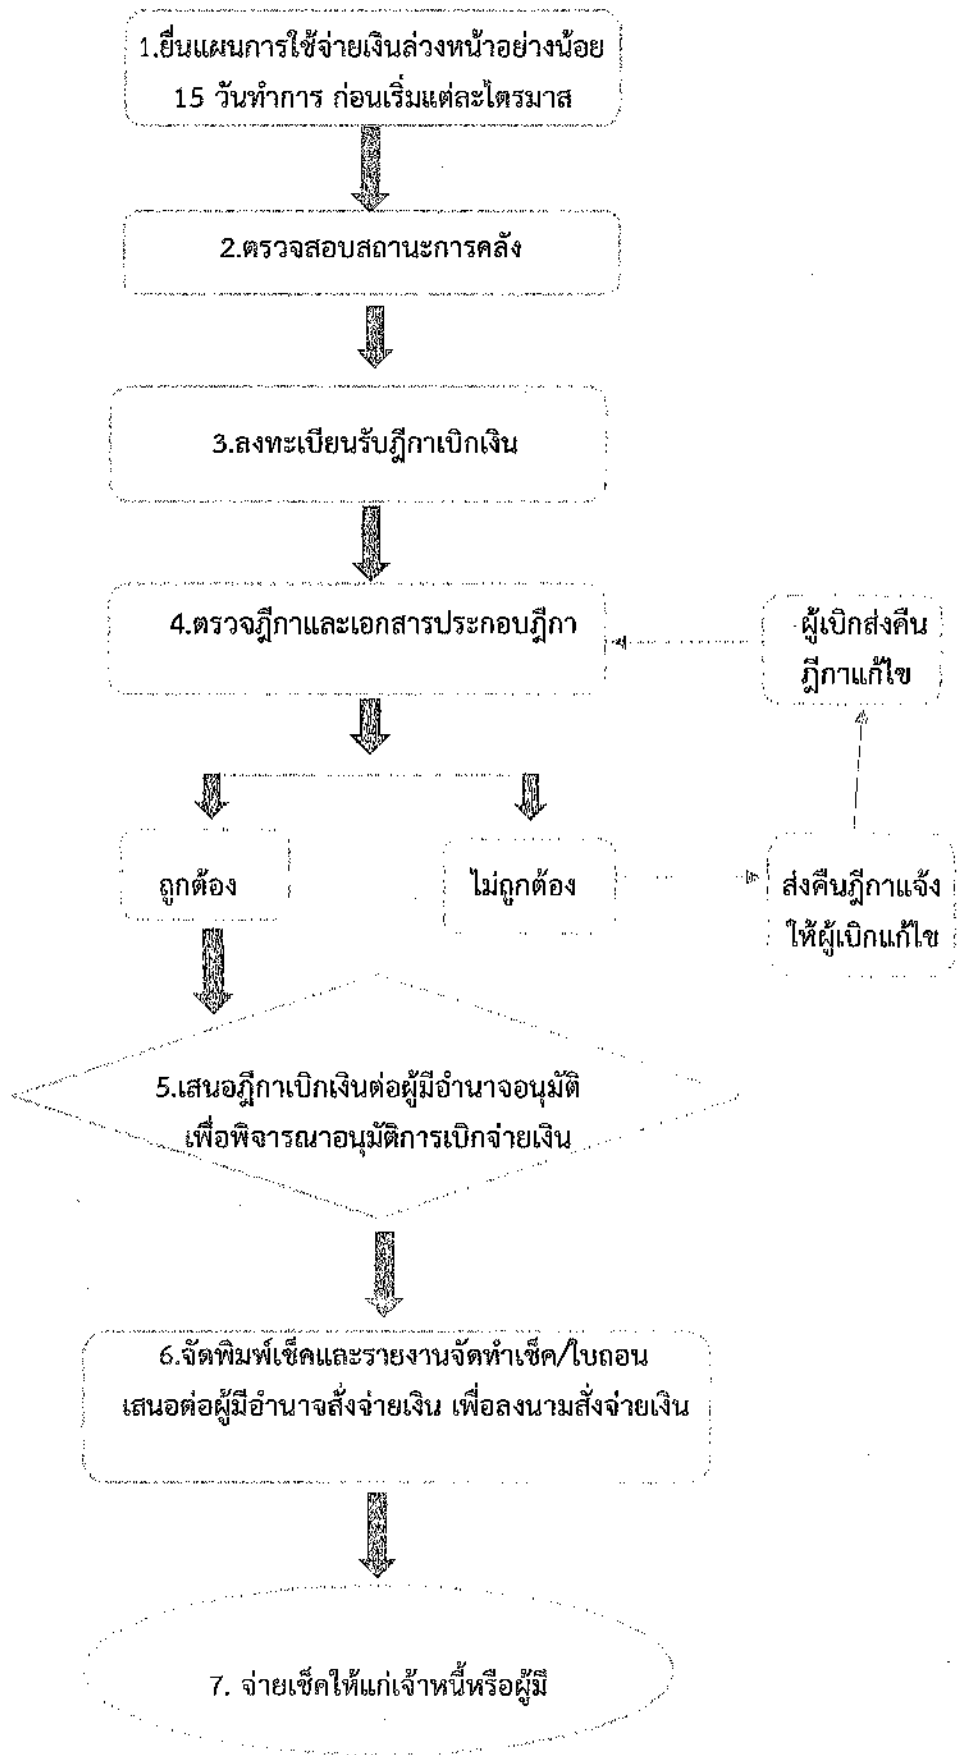 1.ยื่นแผนการใช้จ่ายเงินล่วงหน้าอย่างน้อย
15 วันทำการ ก่อนเริ่มแต่ละไตรมาส
2.ตรวจสอบสถานะการคลัง
3.ลงทะเบียนรับฎีกาเบิกเงิน
4.ตรวจฎีกาและเอกสารประกอบฎีกา
ผู้เบิกส่งคืน
ฎีกาแก้ไข
ถูกต้อง
ไม่ถูกต้อง
ส่งคืนฎีกาแจ้ง
ให้ผู้เบิกแก้ไข
5.เสนอฎีกาเบิกเงินต่อผู้มีอำนาจอนุมัติ
เพื่อพิจารณาอนุมัติการเบิกจ่ายเงิน
6.จัดพิมพ์เช็คและรายงานจัดทำเช็ค/ใบถอน
เสนอต่อผู้มีอำนาจสั่งจ่ายเงิน เพื่อลงนามสั่งจ่ายเงิน
7. จ่ายเช็คให้แก่เจ้าหนี้หรือผู้มี